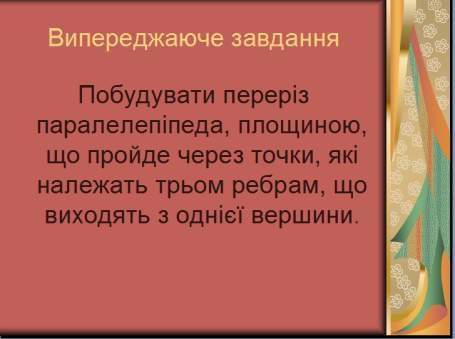 Випереджаюче завдання
Побудувати переріз
паралелепіпеда, площиною,
що пройде через точки, які
належать трьом ребрам, що
виходять з однієї вершини.